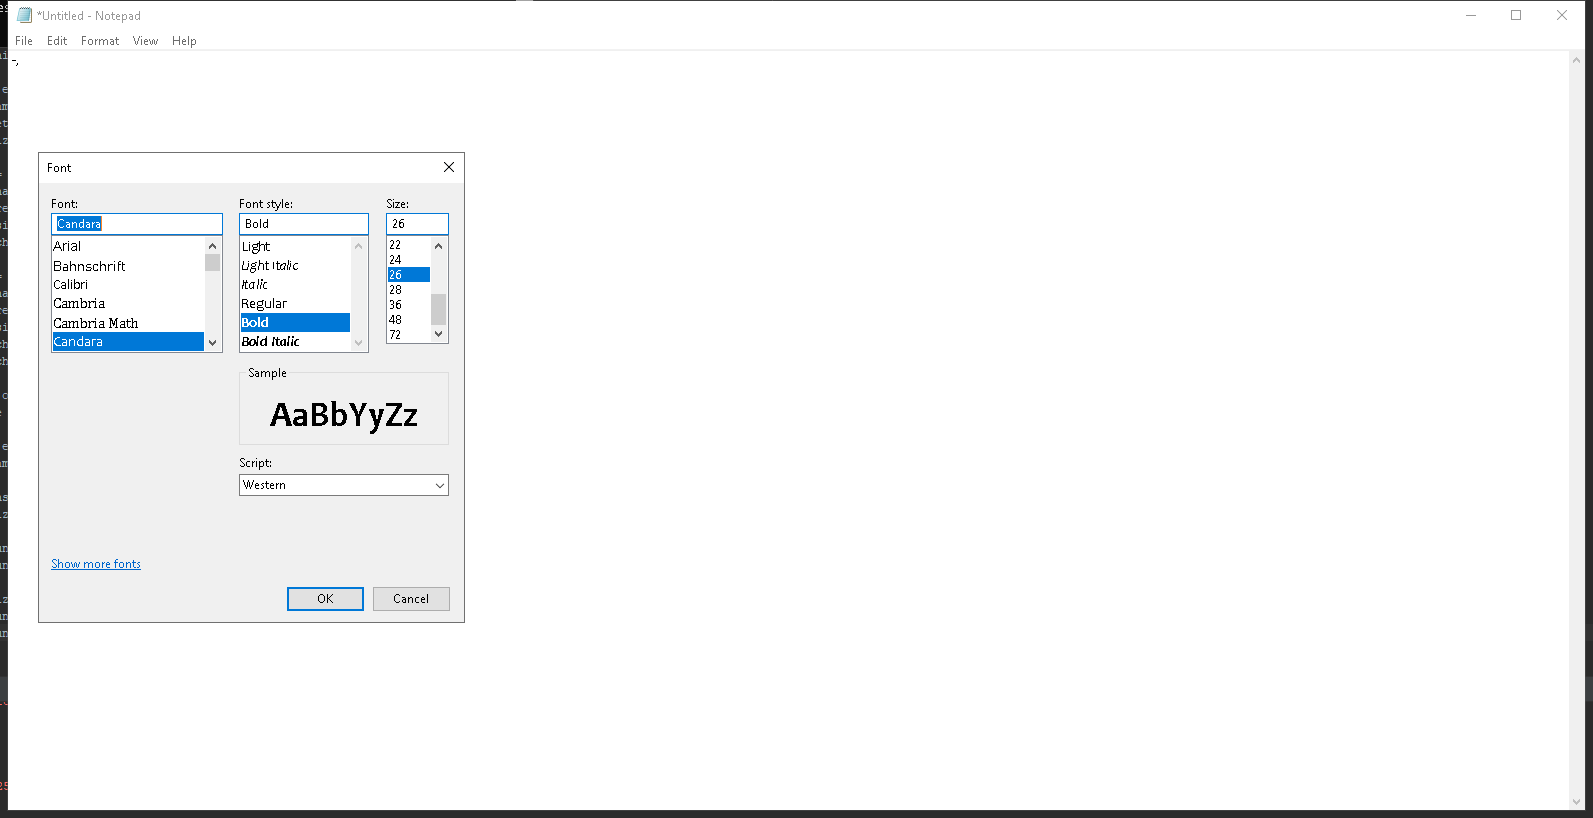 *Untitled - Notepad
File Edit Format View Help
-,
Font
Font: Font style: Size:
Candara Bold 26
Arial Light 22
Bahnschrift Light Italic 24
Calibri Italic 26
Cambria Regular 28
Cambria Math Bold 36
Candara Bold Italic 48
72
Sample
AaBbYyZz
Script:
Western
Show more fonts
OK Cancel